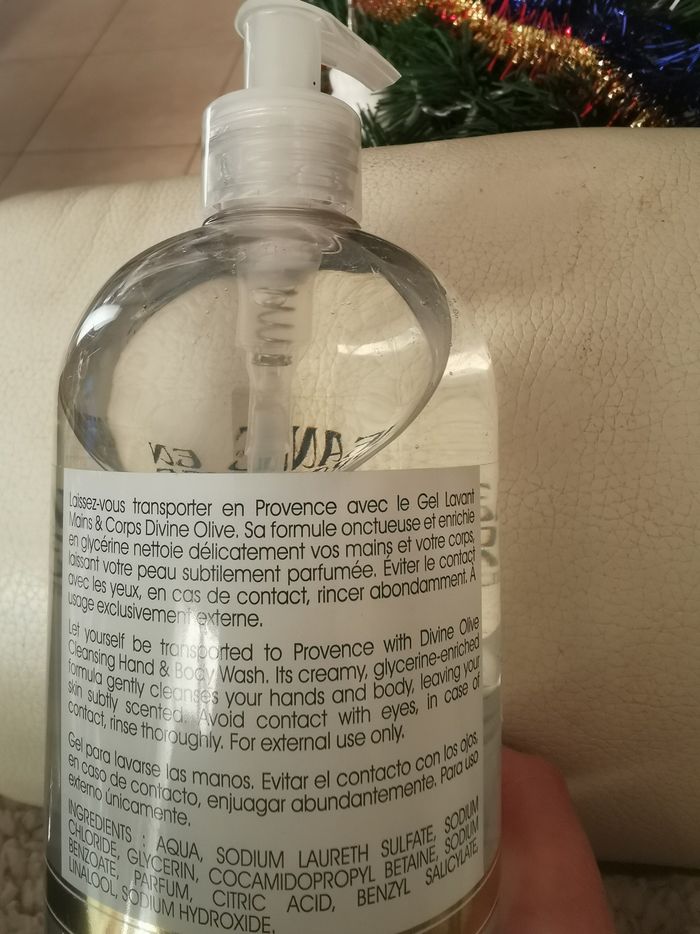 Laissez-vous transporter en Provence avec le Gel Lavant
Mains & Corps Divine Olive. Sa formule onctueuse et enrichie
en glycérine nettoie délicatement vos mains et votre corps,
laissant votre peau subtilement parfumée. Éviter le contact
avec les yeux, en cas de contact, rincer abondamment. À
usage exclusivement externe.
Let yourself be transported to Provence with Divine Olive
Cleansing Hand & Body Wash. Its creamy, glycerine-enriched
formula gently cleanses your hands and body, leaving your
skin subtly scented. Avoid contact with eyes, in case of
contact, rinse thoroughly. For external use only.
Gel para lavarse las manos. Evitar el contacto con los ojos,
en caso de contacto, enjuagar abundantemente. Para uso
externo únicamente.
INGREDIENTS : AQUA, SODIUM LAURETH SULFATE, SODIUM
CHLORIDE, GLYCERIN, COCAMIDOPROPYL BETAINE, SODIUM
BENZOATE, PARFUM, CITRIC ACID, BENZYL SALICYLATE,
LINALOOL, SODIUM HYDROXIDE.